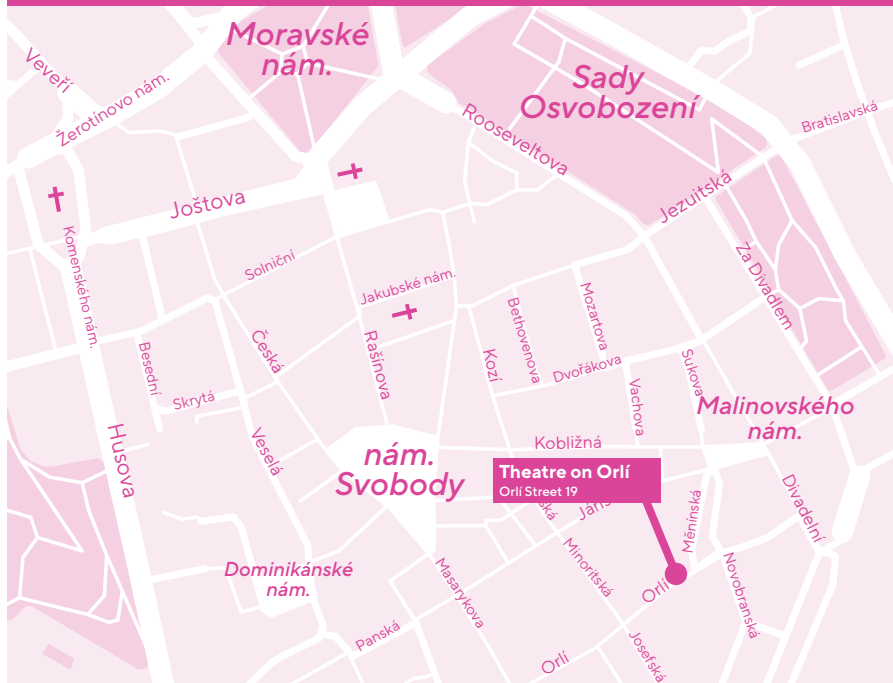 Moravské
nám.
Veveří
Žerotínovo nám.
Sady
Osvobození
Rooseveltova
Bratislavská
Jezuitská
Joštova
Komenského nám.
Solniční
Jakubské nám.
Za Divadlem
Besední
Česká
Rašínova
Kozí
Bethovenova
Mozartova
Dvořákova
Vachova
Sukova
Skrytá
Malinovského
nám.
Husova
Veselá
nám.
Svobody
Kobližná
Theatre on Orlí
Orlí Street 19
Divadelní
Měnínská
Minoritská
Novobranská
Dominikánské
nám.
Masarykova
Orlí
Panská
Josefská
Orlí